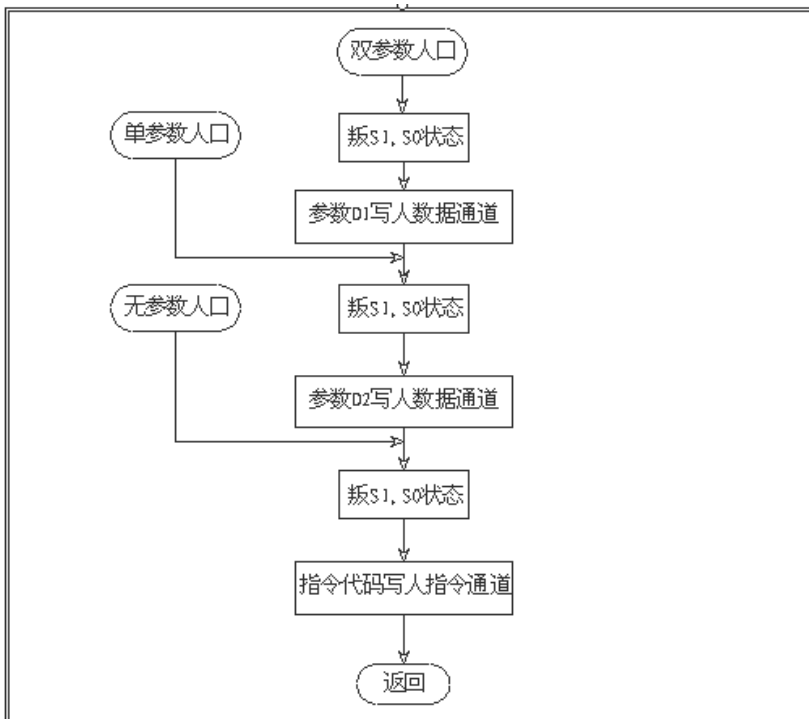 双参数人口
单参数人口
叛S1,S0状态
参数D1写人数据通道
无参数人口
叛S1,S0状态
参数D2写人数据通道
叛S1,S0状态
指令代码写人指令通道
返回